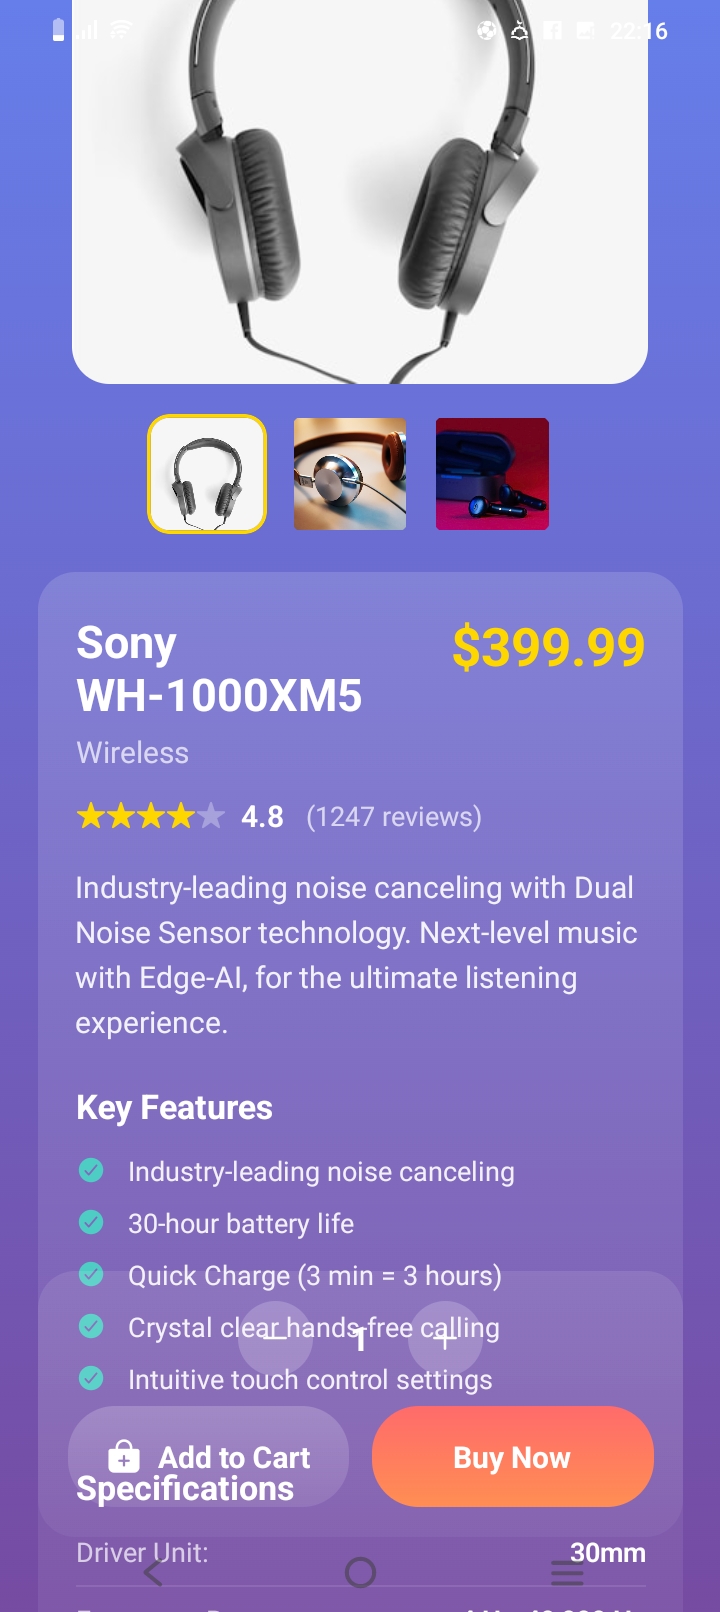 22:16
Sony
WH-1000XM5
$399.99
Wireless
4.8 (1247 reviews)
Industry-leading noise canceling with Dual
Noise Sensor technology. Next-level music
with Edge-AI, for the ultimate listening
experience.
Key Features
Industry-leading noise canceling
30-hour battery life
Quick Charge (3 min = 3 hours)
Crystal clear hands-free calling
− 1 +
Intuitive touch control settings
Add to Cart
Buy Now
Specifications
Driver Unit: 30mm